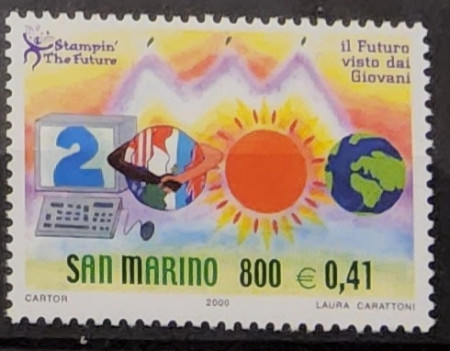 Stampin'
The Future
il Futuro
visto dai
Giovani
2
SAN MARINO 800 € 0,41
CARTOR 2000 LAURA CARATTONI